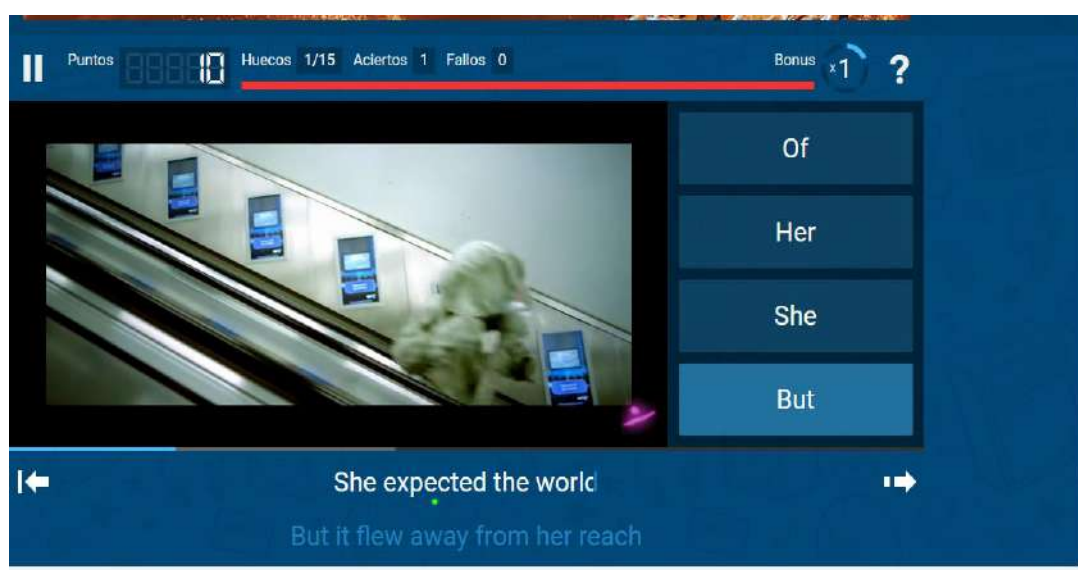 Puntos 10 Huecos 1/15 Aciertos 1 Fallos 0 Bonus x1 ?
Of
Her
She
But
She expected the world
But it flew away from her reach